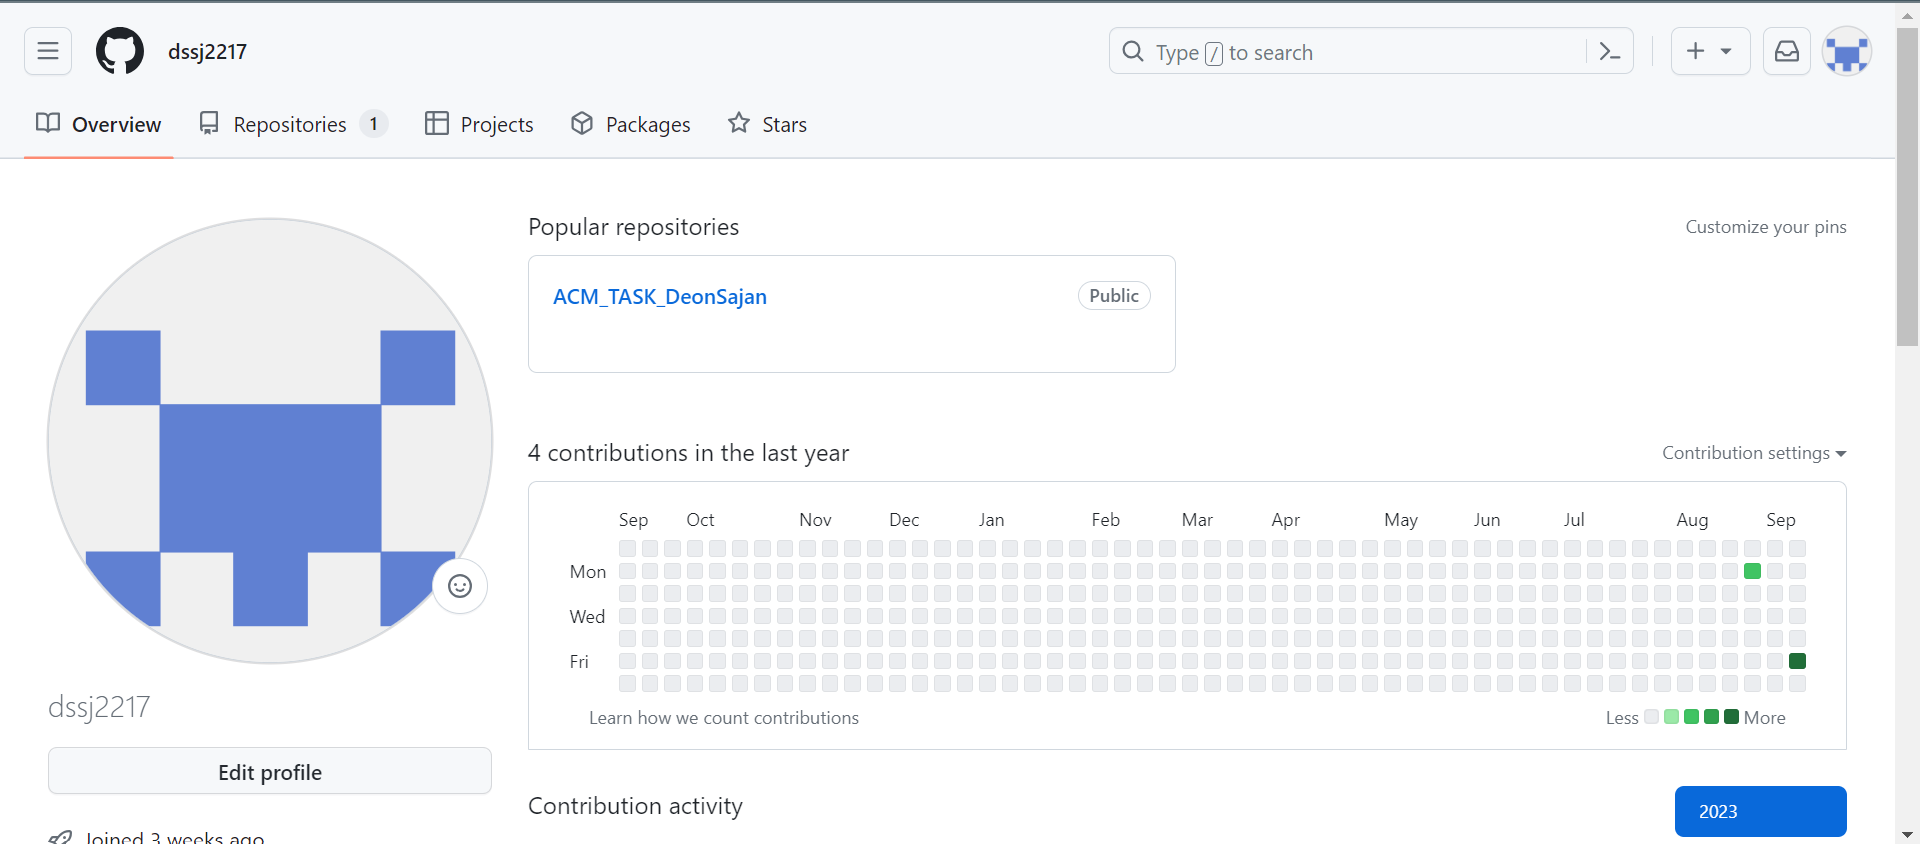 dssj2217
Type / to search
Overview
Repositories 1
Projects
Packages
Stars
Popular repositories
Customize your pins
ACM_TASK_DeonSajan
Public
4 contributions in the last year
Contribution settings
Sep Oct Nov Dec Jan Feb Mar Apr May Jun Jul Aug Sep
Mon
Wed
Fri
Learn how we count contributions
Less More
dssj2217
Edit profile
Joined 3 weeks ago
Contribution activity
2023